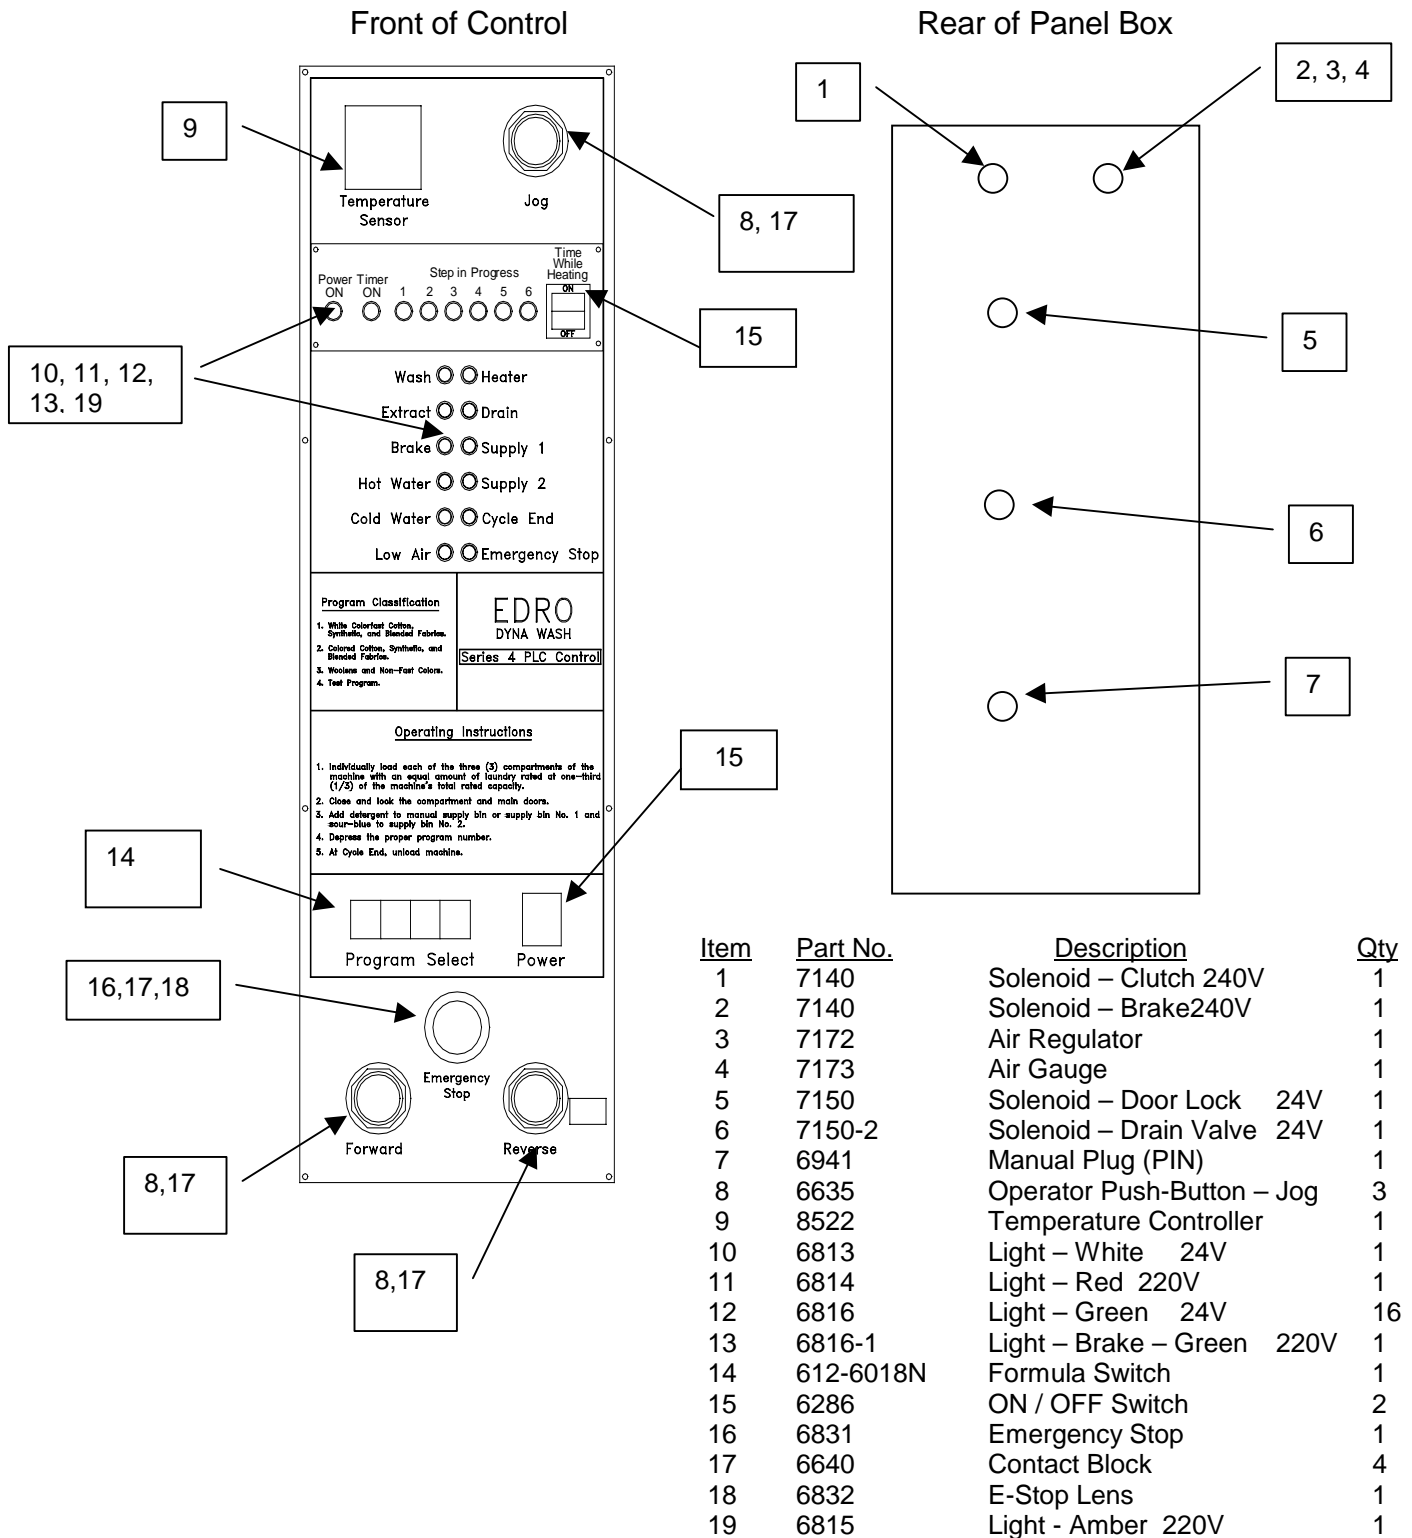 Front of Control
Rear of Panel Box
9
8, 17
1
2, 3, 4
Temperature
Sensor
Jog
Power
ON
Timer
ON
Step in Progress
1 2 3 4 5 6
Time
While
Heating
ON
OFF
15
5
10, 11, 12,
13, 19
Wash Heater
Extract Drain
Brake Supply 1
Hot Water Supply 2
Cold Water Cycle End
Low Air Emergency Stop
6
7
Program Classification
1. White Colorfast Cotton,
Synthetic, and Blended Fabrics.
2. Colored Cotton, Synthetic, and
Blended Fabrics.
3. Woolens and Non-Fast Colors.
4. Test Program.
EDRO
DYNA WASH
Series 4 PLC Control
Operating Instructions
1. Individually load each of the three (3) compartments of the
machine with an equal amount of laundry rated at one-third
(1/3) of the machine's total rated capacity.
2. Close and lock the compartment and main doors.
3. Add detergent to manual supply bin or supply bin No. 1 and
sour-blue to supply bin No. 2.
4. Depress the proper program number.
5. At Cycle End, unload machine.
15
14
Program Select
Power
16,17,18
Emergency
Stop
Forward
Reverse
8,17
8,17
Item Part No. Description Qty
1 7140 Solenoid – Clutch 240V 1
2 7140 Solenoid – Brake240V 1
3 7172 Air Regulator 1
4 7173 Air Gauge 1
5 7150 Solenoid – Door Lock 24V 1
6 7150-2 Solenoid – Drain Valve 24V 1
7 6941 Manual Plug (PIN) 1
8 6635 Operator Push-Button – Jog 3
9 8522 Temperature Controller 1
10 6813 Light – White 24V 1
11 6814 Light – Red 220V 1
12 6816 Light – Green 24V 16
13 6816-1 Light – Brake – Green 220V 1
14 612-6018N Formula Switch 1
15 6286 ON / OFF Switch 2
16 6831 Emergency Stop 1
17 6640 Contact Block 4
18 6832 E-Stop Lens 1
19 6815 Light - Amber 220V 1